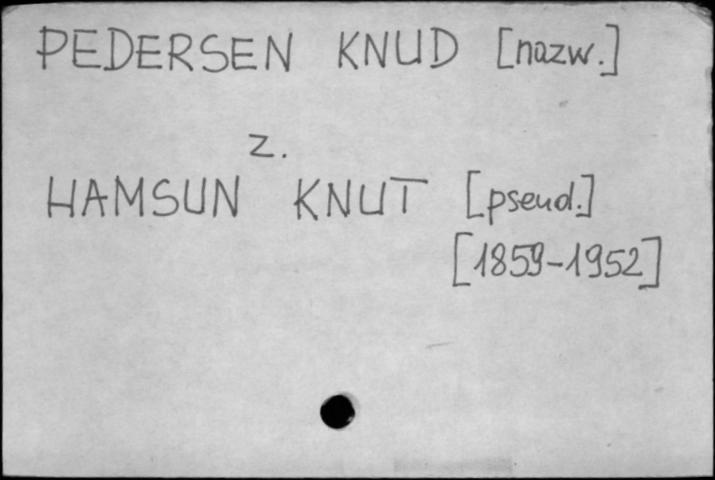 PEDERSEN KNUD [nazw.]
z.
HAMSUN KNUT [pseud.]
[1859-1952]